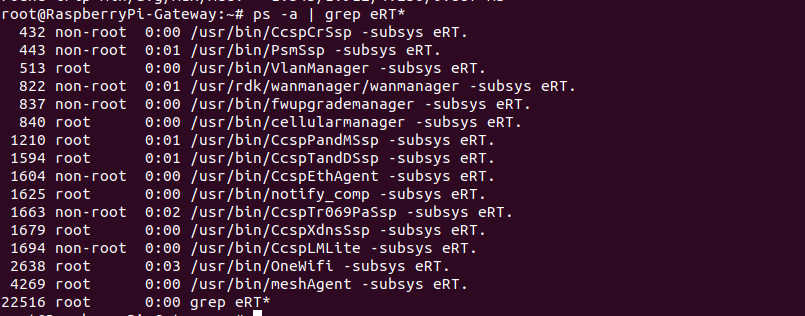 root@RaspberryPi-Gateway:~# ps -a | grep eRT*
432 non-root 0:00 /usr/bin/CcspCrSsp -subsys eRT.
443 non-root 0:01 /usr/bin/PsmSsp -subsys eRT.
513 root 0:00 /usr/bin/VlanManager -subsys eRT.
822 non-root 0:01 /usr/rdk/wanmanager/wanmanager -subsys eRT.
837 non-root 0:00 /usr/bin/fwupgrademanager -subsys eRT.
840 root 0:00 /usr/bin/cellularmanager -subsys eRT.
1210 root 0:01 /usr/bin/CcspPandMSsp -subsys eRT.
1594 root 0:01 /usr/bin/CcspTandDSsp -subsys eRT.
1604 non-root 0:00 /usr/bin/CcspEthAgent -subsys eRT.
1625 root 0:00 /usr/bin/notify_comp -subsys eRT.
1663 non-root 0:02 /usr/bin/CcspTr069PaSsp -subsys eRT.
1679 root 0:00 /usr/bin/CcspXdnsSsp -subsys eRT.
1694 non-root 0:00 /usr/bin/CcspLMLite -subsys eRT.
2638 root 0:03 /usr/bin/OneWifi -subsys eRT.
4269 root 0:00 /usr/bin/meshAgent -subsys eRT.
22516 root 0:00 grep eRT*